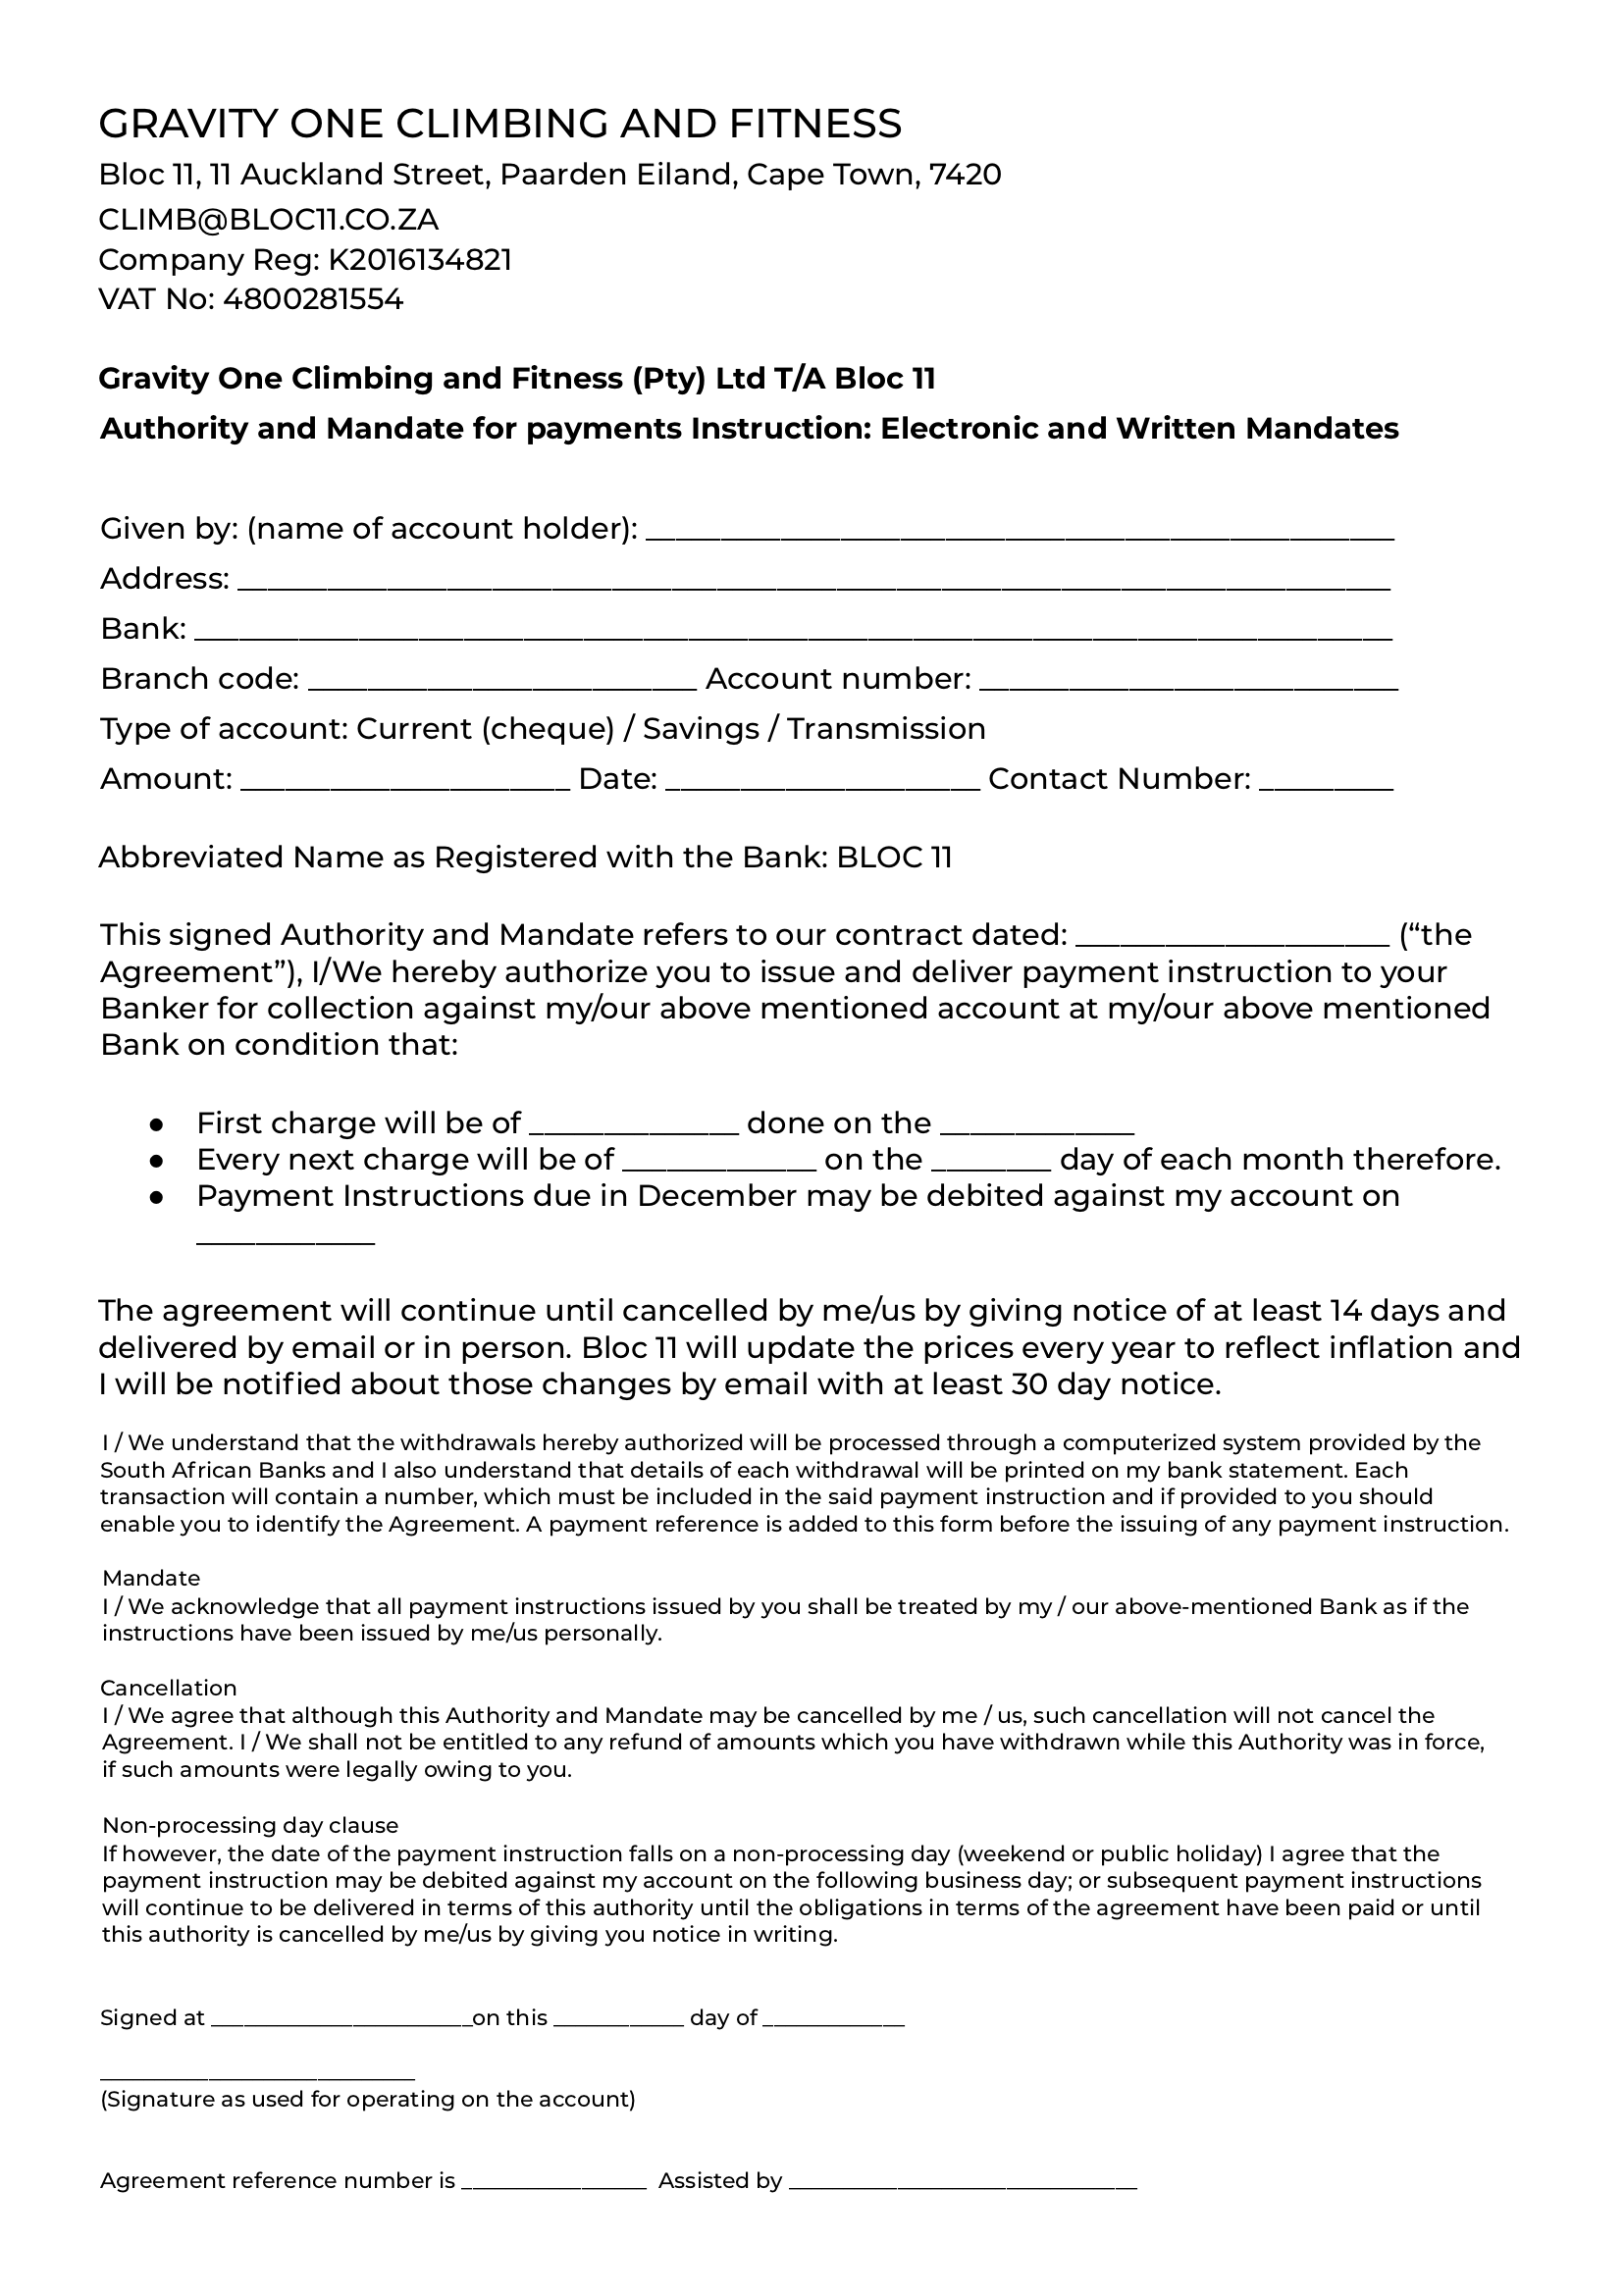 GRAVITY ONE CLIMBING AND FITNESS
Bloc 11, 11 Auckland Street, Paarden Eiland, Cape Town, 7420
CLIMB@BLOC11.CO.ZA
Company Reg: K2016134821
VAT No: 4800281554
Gravity One Climbing and Fitness (Pty) Ltd T/A Bloc 11
Authority and Mandate for payments Instruction: Electronic and Written Mandates
Given by: (name of account holder): ____________________
Address: ____________________
Bank: ____________________
Branch code: ____________________ Account number: ____________________
Type of account: Current (cheque) / Savings / Transmission
Amount: ____________________ Date: ____________________ Contact Number: _________
Abbreviated Name as Registered with the Bank: BLOC 11
This signed Authority and Mandate refers to our contract dated: ____________________ (“the
Agreement”), I/We hereby authorize you to issue and deliver payment instruction to your
Banker for collection against my/our above mentioned account at my/our above mentioned
Bank on condition that:
● First charge will be of ______________ done on the _____________
● Every next charge will be of _____________ on the ________ day of each month therefore.
● Payment Instructions due in December may be debited against my account on
____________
The agreement will continue until cancelled by me/us by giving notice of at least 14 days and
delivered by email or in person. Bloc 11 will update the prices every year to reflect inflation and
I will be notified about those changes by email with at least 30 day notice.
I / We understand that the withdrawals hereby authorized will be processed through a computerized system provided by the
South African Banks and I also understand that details of each withdrawal will be printed on my bank statement. Each
transaction will contain a number, which must be included in the said payment instruction and if provided to you should
enable you to identify the Agreement. A payment reference is added to this form before the issuing of any payment instruction.
Mandate
I / We acknowledge that all payment instructions issued by you shall be treated by my / our above-mentioned Bank as if the
instructions have been issued by me/us personally.
Cancellation
I / We agree that although this Authority and Mandate may be cancelled by me / us, such cancellation will not cancel the
Agreement. I / We shall not be entitled to any refund of amounts which you have withdrawn while this Authority was in force,
if such amounts were legally owing to you.
Non-processing day clause
If however, the date of the payment instruction falls on a non-processing day (weekend or public holiday) I agree that the
payment instruction may be debited against my account on the following business day; or subsequent payment instructions
will continue to be delivered in terms of this authority until the obligations in terms of the agreement have been paid or until
this authority is cancelled by me/us by giving you notice in writing.
Signed at ________________________on this ____________ day of _____________
_____________________________
(Signature as used for operating on the account)
Agreement reference number is _________________ Assisted by ________________________________